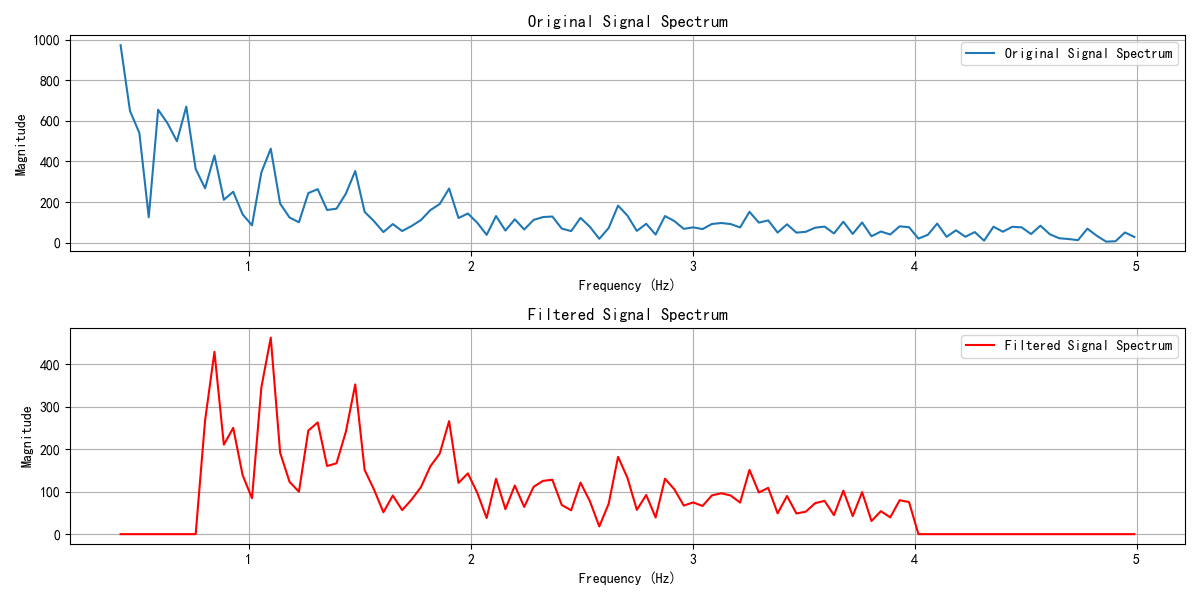 Original Signal Spectrum
1000
800
600
400
200
0
Magnitude
Original Signal Spectrum
1
2
3
4
5
Frequency (Hz)
Filtered Signal Spectrum
400
300
200
100
0
Magnitude
Filtered Signal Spectrum
1
2
3
4
5
Frequency (Hz)